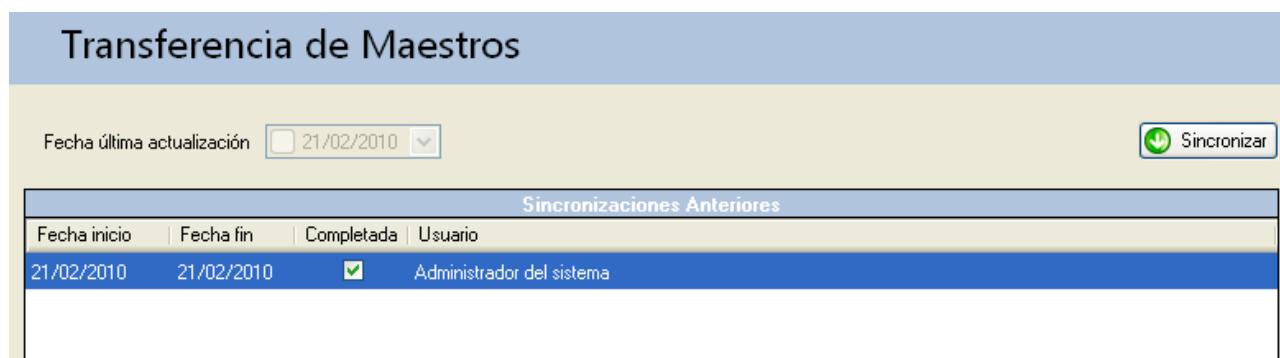 Transferencia de Maestros
Fecha última actualización 21/02/2010 Sincronizar
Sincronizaciones Anteriores
Fecha inicio Fecha fin Completada Usuario
21/02/2010 21/02/2010 Administrador del sistema